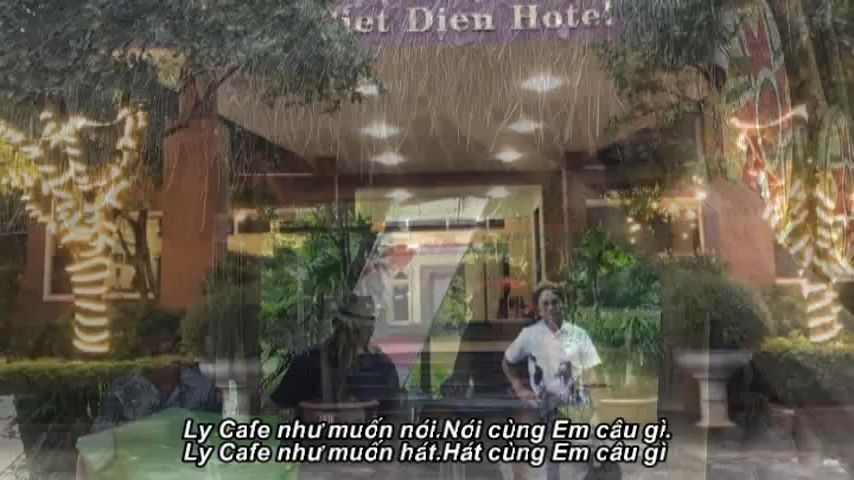 iet Dien Hotel
Ly Cafe như muốn nói.Nói cùng Em câu gì.
Ly Cafe như muốn hát.Hát cùng Em câu gì